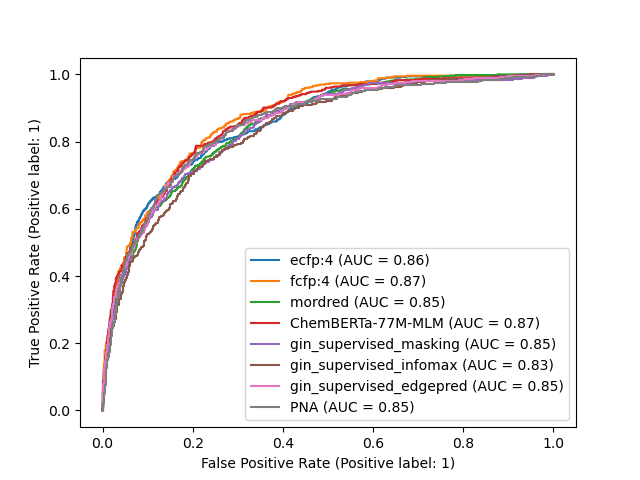 1.0
0.8
0.6
0.4
0.2
0.0
True Positive Rate (Positive label: 1)
ecfp:4 (AUC = 0.86)
fcfp:4 (AUC = 0.87)
mordred (AUC = 0.85)
ChemBERTa-77M-MLM (AUC = 0.87)
gin_supervised_masking (AUC = 0.85)
gin_supervised_infomax (AUC = 0.83)
gin_supervised_edgepred (AUC = 0.85)
PNA (AUC = 0.85)
0.0 0.2 0.4 0.6 0.8 1.0
False Positive Rate (Positive label: 1)